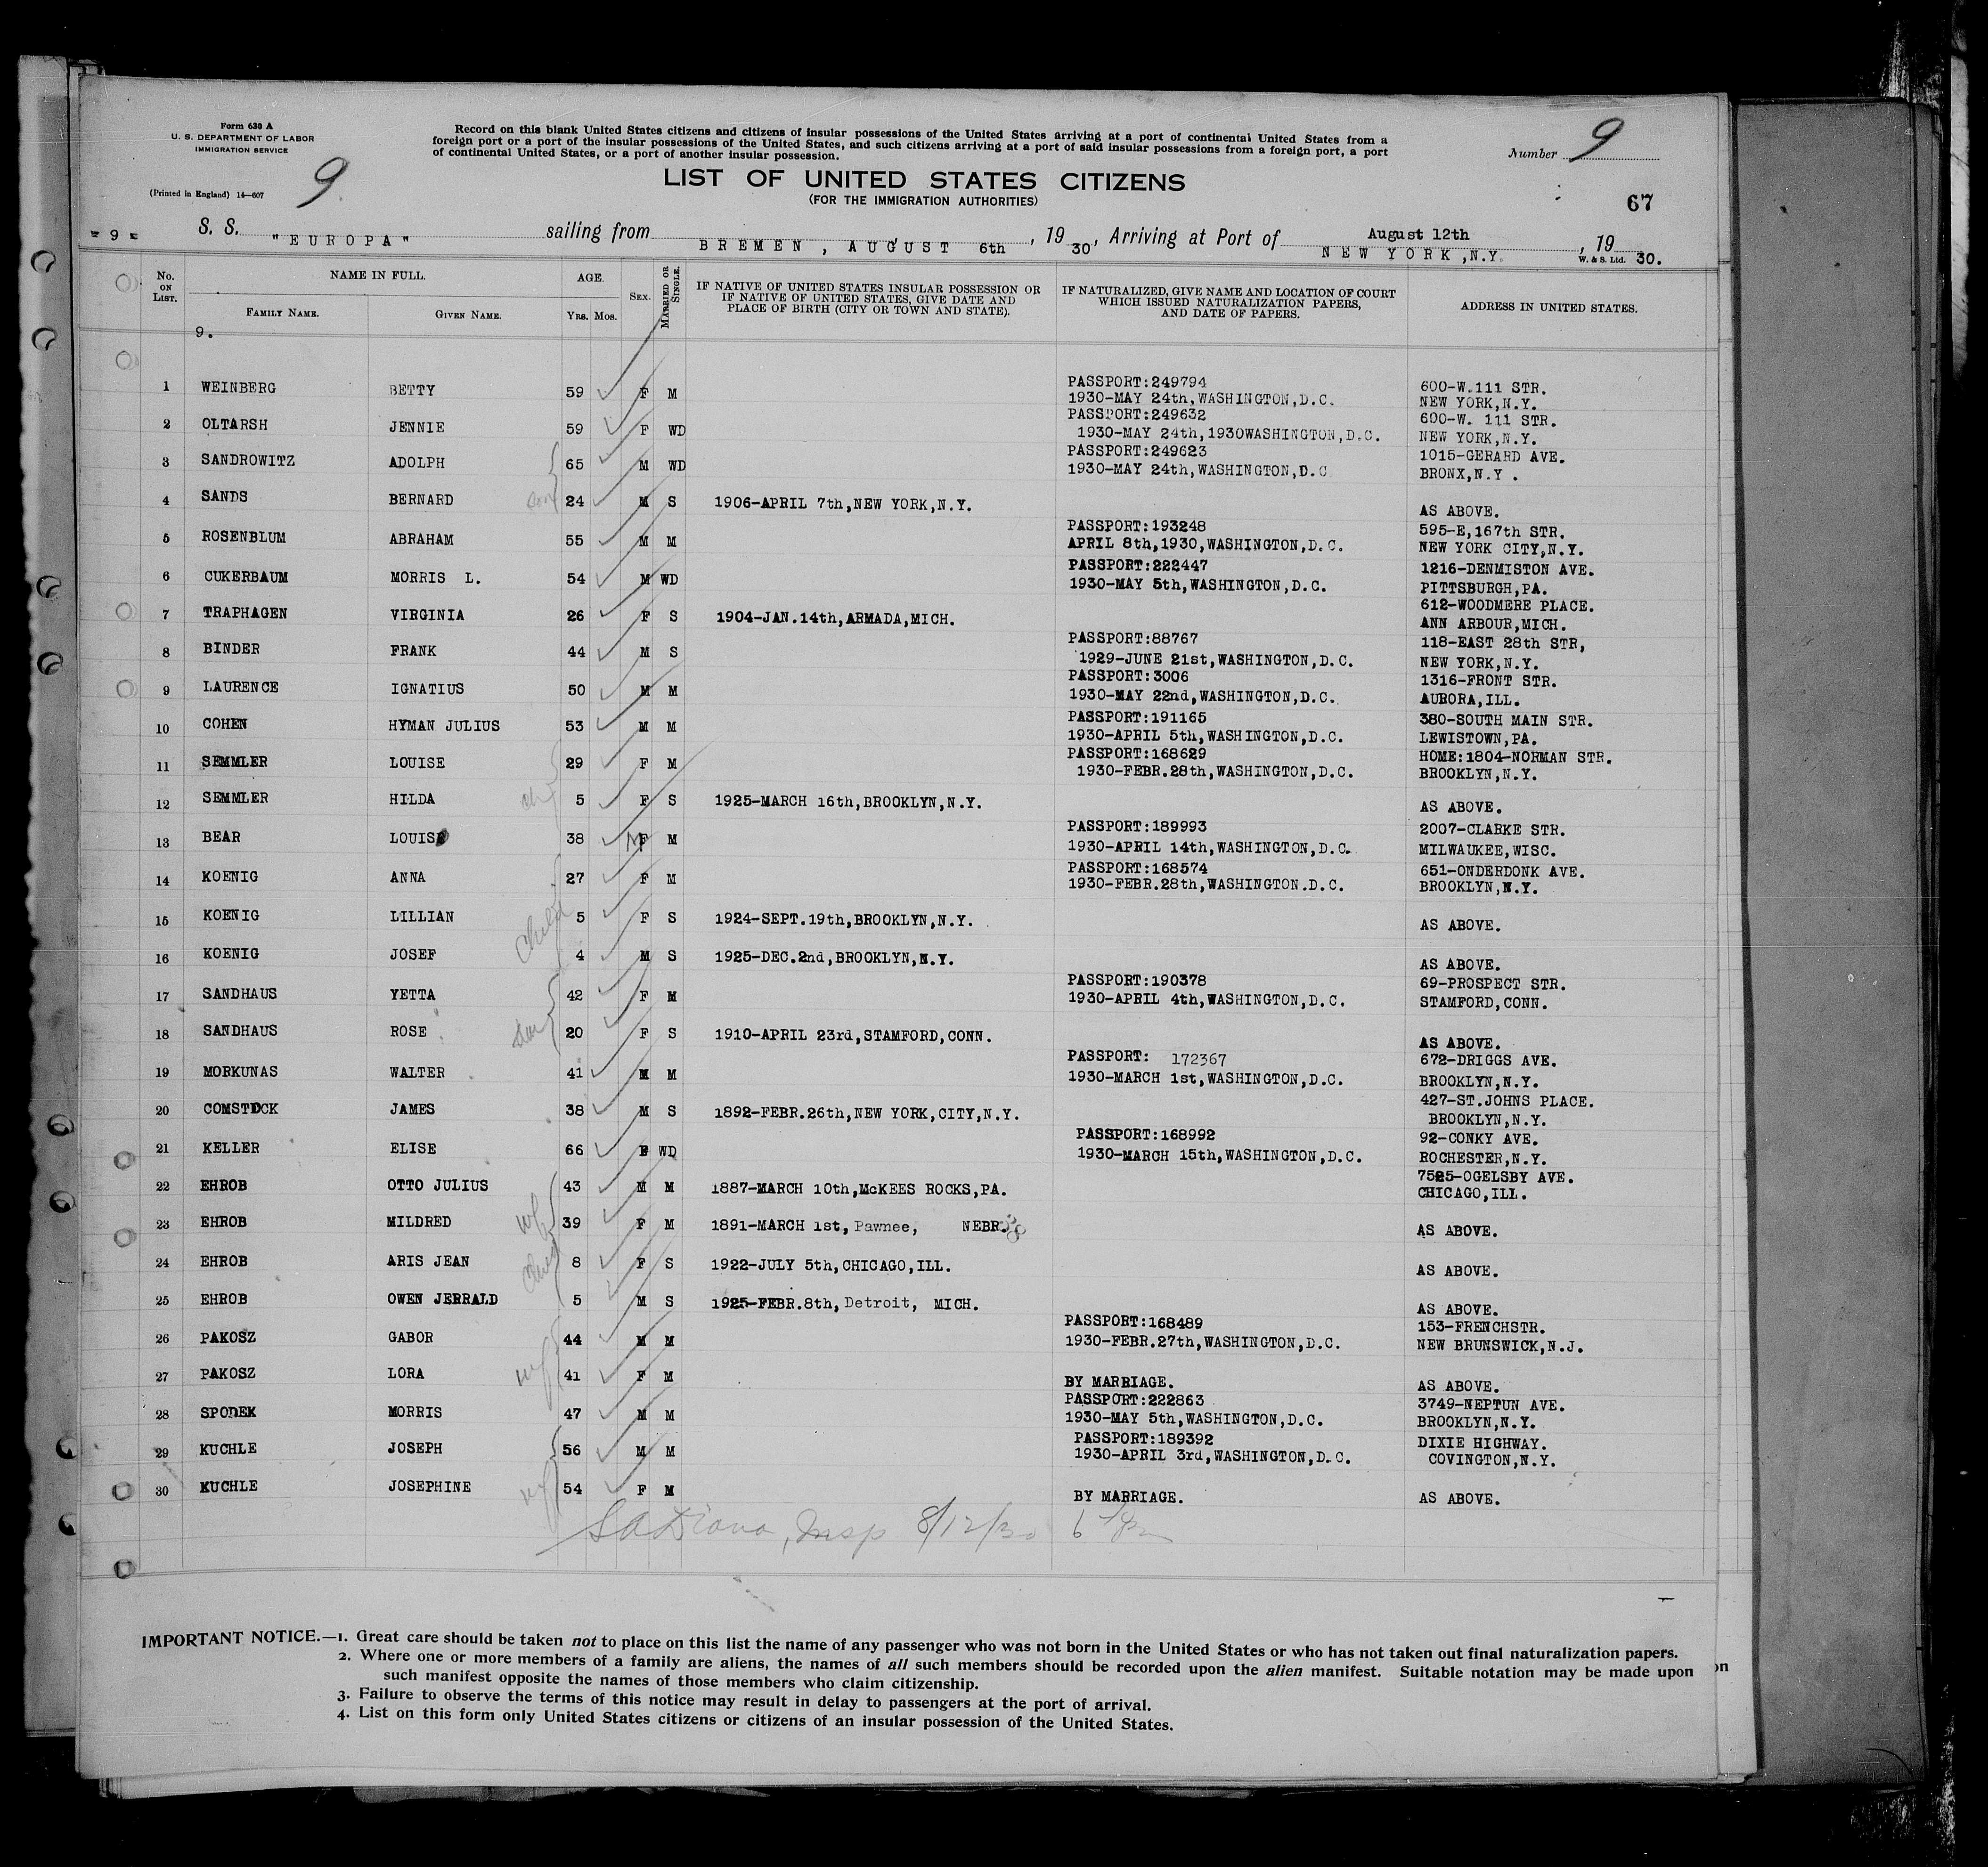 Form 630 A
U. S. DEPARTMENT OF LABOR
IMMIGRATION SERVICE
(Printed in England) 14—607
9.
Record on this blank United States citizens and citizens of insular possessions of the United States arriving at a port of continental United States from a
foreign port or a port of the insular possessions of the United States, and such citizens arriving at a port of said insular possessions from a foreign port, a port
of continental United States, or a port of another insular possession.
Number 9
LIST OF UNITED STATES CITIZENS
(FOR THE IMMIGRATION AUTHORITIES)
67
- 9 - S. S. "EUROPA" sailing from BREMEN, AUGUST 6th, 1930, Arriving at Port of August 12th NEW YORK,N.Y., 1930.
W. & S. Ltd.
No. ON LIST. NAME IN FULL. AGE. SEX. MARRIED OR SINGLE. IF NATIVE OF UNITED STATES INSULAR POSSESSION OR IF NATIVE OF UNITED STATES, GIVE DATE AND PLACE OF BIRTH (CITY OR TOWN AND STATE). IF NATURALIZED, GIVE NAME AND LOCATION OF COURT WHICH ISSUED NATURALIZATION PAPERS, AND DATE OF PAPERS. ADDRESS IN UNITED STATES.
FAMILY NAME. GIVEN NAME. YRS. MOS.
9.
1 WEINBERG BETTY 59 F M PASSPORT:249794 600-W.111 STR.
1930-MAY 24th,WASHINGTON,D.C. NEW YORK,N.Y.
2 OLTARSH JENNIE 59 F WD PASSPORT:249632 600-W. 111 STR.
1930-MAY 24th,1930WASHINGTON,D.C. NEW YORK,N.Y.
3 SANDROWITZ ADOLPH 65 M WD PASSPORT:249623 1015-GERARD AVE.
1930-MAY 24th,WASHINGTON,D.C BRONX,N.Y .
4 SANDS BERNARD son 24 M S 1906-APRIL 7th,NEW YORK,N.Y. AS ABOVE.
5 ROSENBLUM ABRAHAM 55 M M PASSPORT:193248 595-E,167th STR.
APRIL 8th,1930,WASHINGTON,D.C. NEW YORK CITY,N.Y.
6 CUKERBAUM MORRIS L. 54 M WD PASSPORT:222447 1216-DENMISTON AVE.
1930-MAY 5th,WASHINGTON,D.C. PITTSBURGH,PA.
7 TRAPHAGEN VIRGINIA 26 F S 1904-JAN.14th,ARMADA,MICH. 612-WOODMERE PLACE.
ANN ARBOUR,MICH.
8 BINDER FRANK 44 M S PASSPORT:88767 118-EAST 28th STR,
1929-JUNE 21st,WASHINGTON,D.C. NEW YORK,N.Y.
9 LAURENCE IGNATIUS 50 M M PASSPORT:3006 1316-FRONT STR.
1930-MAY 22nd,WASHINGTON,D.C. AURORA,ILL.
10 COHEN HYMAN JULIUS 53 M M PASSPORT:191165 380-SOUTH MAIN STR.
1930-APRIL 5th,WASHINGTON,D.C. LEWISTOWN,PA.
11 SEMMLER LOUISE 29 F M PASSPORT:168629 HOME:1804-NORMAN STR.
1930-FEBR.28th,WASHINGTON,D.C. BROOKLYN,N.Y.
12 SEMMLER HILDA ch 5 F S 1925-MARCH 16th,BROOKLYN,N.Y. AS ABOVE.
13 BEAR LOUIS 38 M F M PASSPORT:189993 2007-CLARKE STR.
1930-APRIL 14th,WASHINGTON,D.C. MILWAUKEE,WISC.
14 KOENIG ANNA 27 F M PASSPORT:168574 651-ONDERDONK AVE.
1930-FEBR.28th,WASHINGTON.D.C. BROOKLYN,N.Y.
15 KOENIG LILLIAN Child 5 F S 1924-SEPT.19th,BROOKLYN,N.Y. AS ABOVE.
16 KOENIG JOSEF 4 M S 1925-DEC.2nd,BROOKLYN,N.Y. AS ABOVE.
17 SANDHAUS YETTA 42 F M PASSPORT:190378 69-PROSPECT STR.
1930-APRIL 4th,WASHINGTON,D.C. STAMFORD,CONN.
18 SANDHAUS ROSE dau 20 F S 1910-APRIL 23rd,STAMFORD,CONN. AS ABOVE.
19 MORKUNAS WALTER 41 M M PASSPORT: 172367 672-DRIGGS AVE.
1930-MARCH 1st,WASHINGTON,D.C. BROOKLYN,N.Y.
20 COMSTOCK JAMES 38 M S 1892-FEBR.26th,NEW YORK,CITY,N.Y. 427-ST.JOHNS PLACE.
BROOKLYN,N.Y.
21 KELLER ELISE 66 F WD PASSPORT:168992 92-CONKY AVE.
1930-MARCH 15th,WASHINGTON,D.C. ROCHESTER,N.Y.
22 EHROB OTTO JULIUS 43 M M 1887-MARCH 10th,McKEES ROCKS,PA. 7525-OGELSBY AVE.
CHICAGO,ILL.
23 EHROB MILDRED wf 39 F M 1891-MARCH 1st, Pawnee, NEBR. AS ABOVE.
24 EHROB ARIS JEAN 8 F S 1922-JULY 5th,CHICAGO,ILL. AS ABOVE.
25 EHROB OWEN JERRALD 5 M S 1925-FEBR.8th, Detroit, MICH. AS ABOVE.
26 PAKOSZ GABOR 44 M M PASSPORT:168489 153-FRENCHSTR.
1930-FEBR.27th,WASHINGTON,D.C. NEW BRUNSWICK,N.J.
27 PAKOSZ LORA wf 41 F M BY MARRIAGE. AS ABOVE.
28 SPODEK MORRIS 47 M M PASSPORT:222863 3749-NEPTUN AVE.
1930-MAY 5th,WASHINGTON,D.C. BROOKLYN,N.Y.
29 KUCHLE JOSEPH 56 M M PASSPORT:189392 DIXIE HIGHWAY.
1930-APRIL 3rd,WASHINGTON,D.C. COVINGTON,N.Y.
30 KUCHLE JOSEPHINE wf 54 F M BY MARRIAGE. AS ABOVE.
Insp 8/12/30
IMPORTANT NOTICE.—1. Great care should be taken not to place on this list the name of any passenger who was not born in the United States or who has not taken out final naturalization papers.
2. Where one or more members of a family are aliens, the names of all such members should be recorded upon the alien manifest. Suitable notation may be made upon
such manifest opposite the names of those members who claim citizenship.
3. Failure to observe the terms of this notice may result in delay to passengers at the port of arrival.
4. List on this form only United States citizens or citizens of an insular possession of the United States.
on